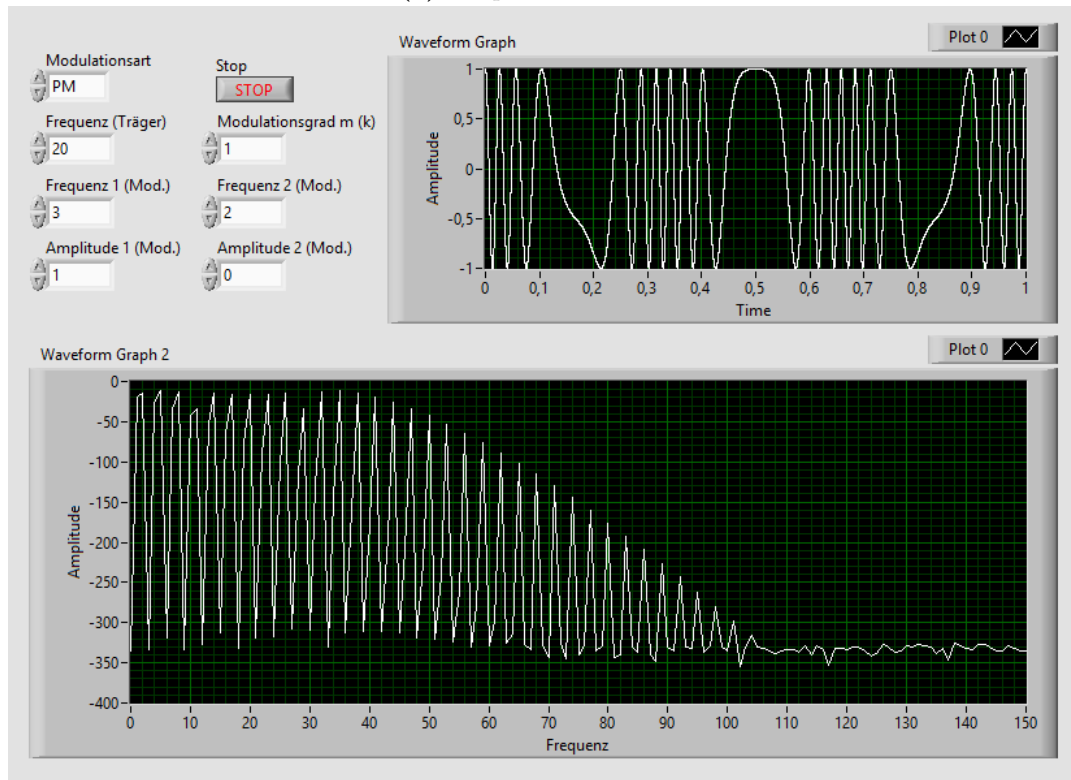 Modulationsart
PM
Stop
STOP
Frequenz (Träger)
20
Modulationsgrad m (k)
1
Frequenz 1 (Mod.)
3
Frequenz 2 (Mod.)
2
Amplitude 1 (Mod.)
1
Amplitude 2 (Mod.)
0
Waveform Graph
Plot 0
Amplitude
1
0,5
0
-0,5
-1
0 0,1 0,2 0,3 0,4 0,5 0,6 0,7 0,8 0,9 1
Time
Waveform Graph 2
Plot 0
Amplitude
0
-50
-100
-150
-200
-250
-300
-350
-400
0 10 20 30 40 50 60 70 80 90 100 110 120 130 140 150
Frequenz